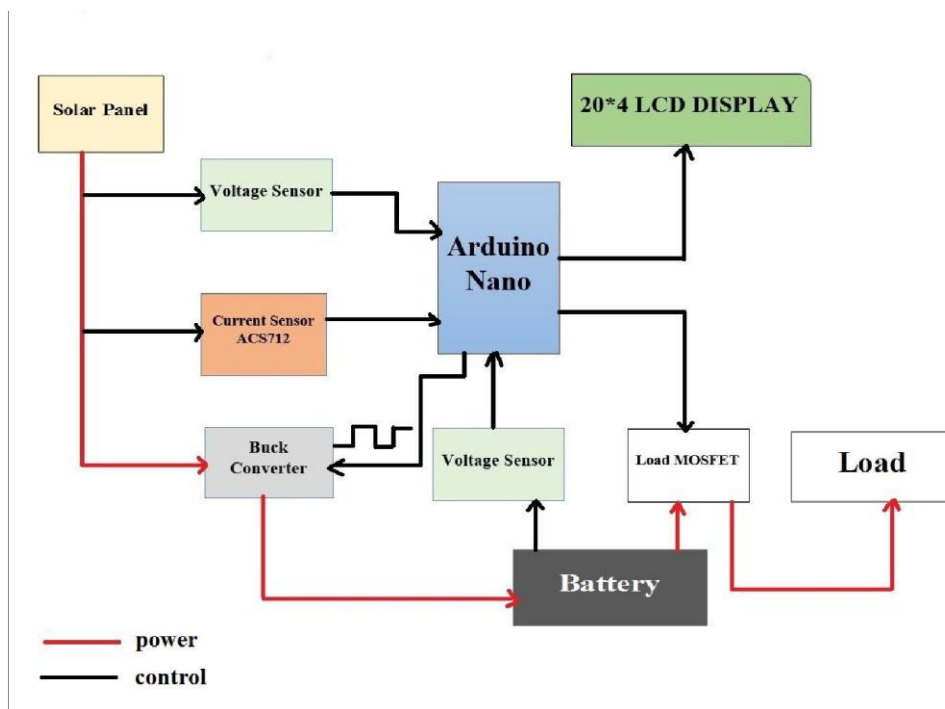 Solar Panel
20*4 LCD DISPLAY
Voltage Sensor
Arduino
Nano
Current Sensor
ACS712
Buck
Converter
Voltage Sensor
Load MOSFET
Load
Battery
power
control